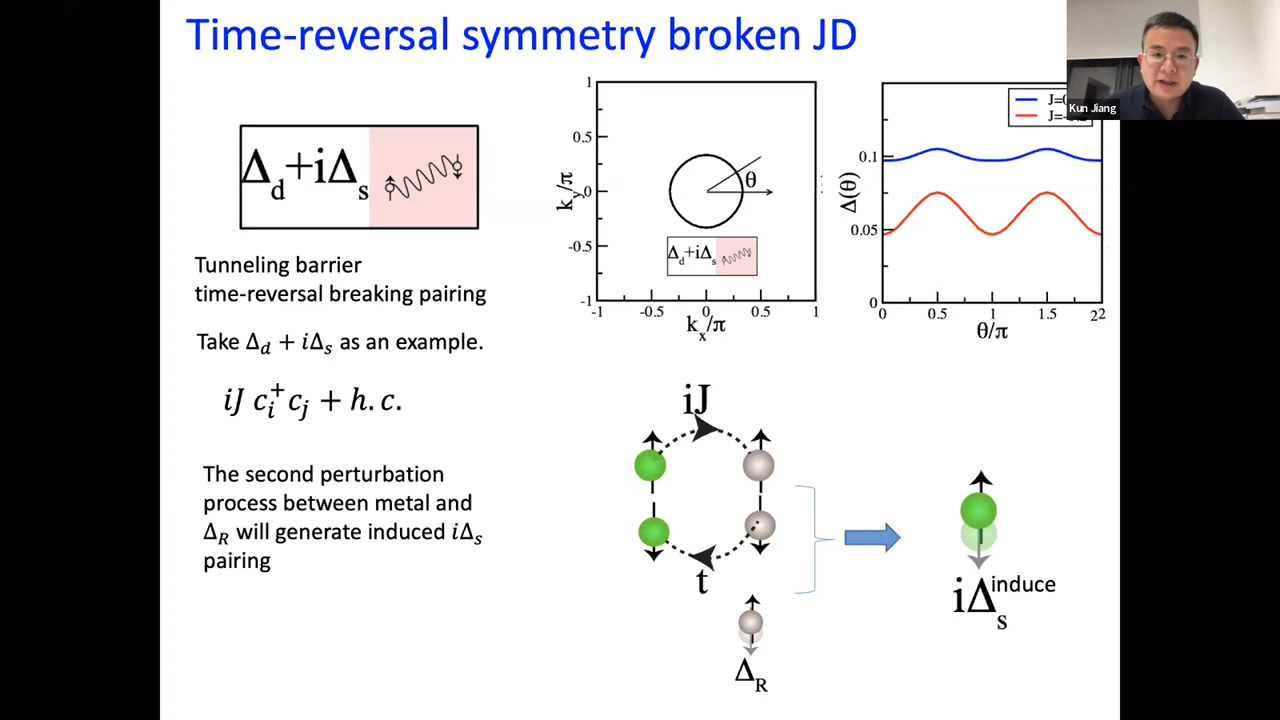 Time-reversal symmetry broken JD
Kun Jiang
Δd+iΔs
Tunneling barrier
time-reversal breaking pairing
Take Δd + iΔs as an example.
iJ ci+cj + h.c.
The second perturbation
process between metal and
ΔR will generate induced iΔs
pairing
1
0.5
0
-0.5
-1
ky/π
θ
Δd+iΔs
-1 -0.5 0 0.5 1
kx/π
0.1
0.05
0
Δ(θ)
0 0.5 1 1.5 22
θ/π
iJ
t
ΔR
iΔs induce